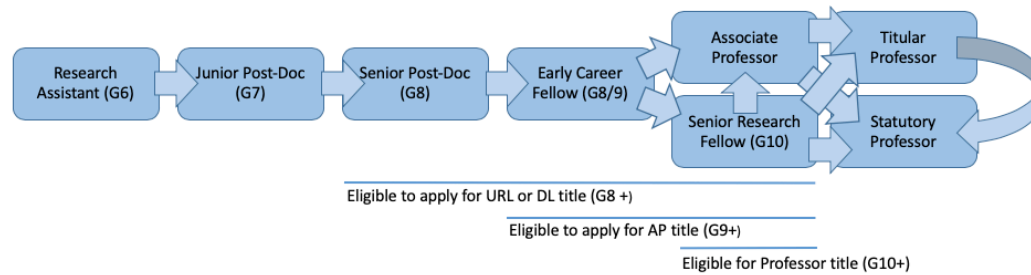 Research
Assistant (G6)
Junior Post-Doc
(G7)
Senior Post-Doc
(G8)
Early Career
Fellow (G8/9)
Associate
Professor
Titular
Professor
Senior Research
Fellow (G10)
Statutory
Professor
Eligible to apply for URL or DL title (G8 +)
Eligible to apply for AP title (G9+)
Eligible for Professor title (G10+)